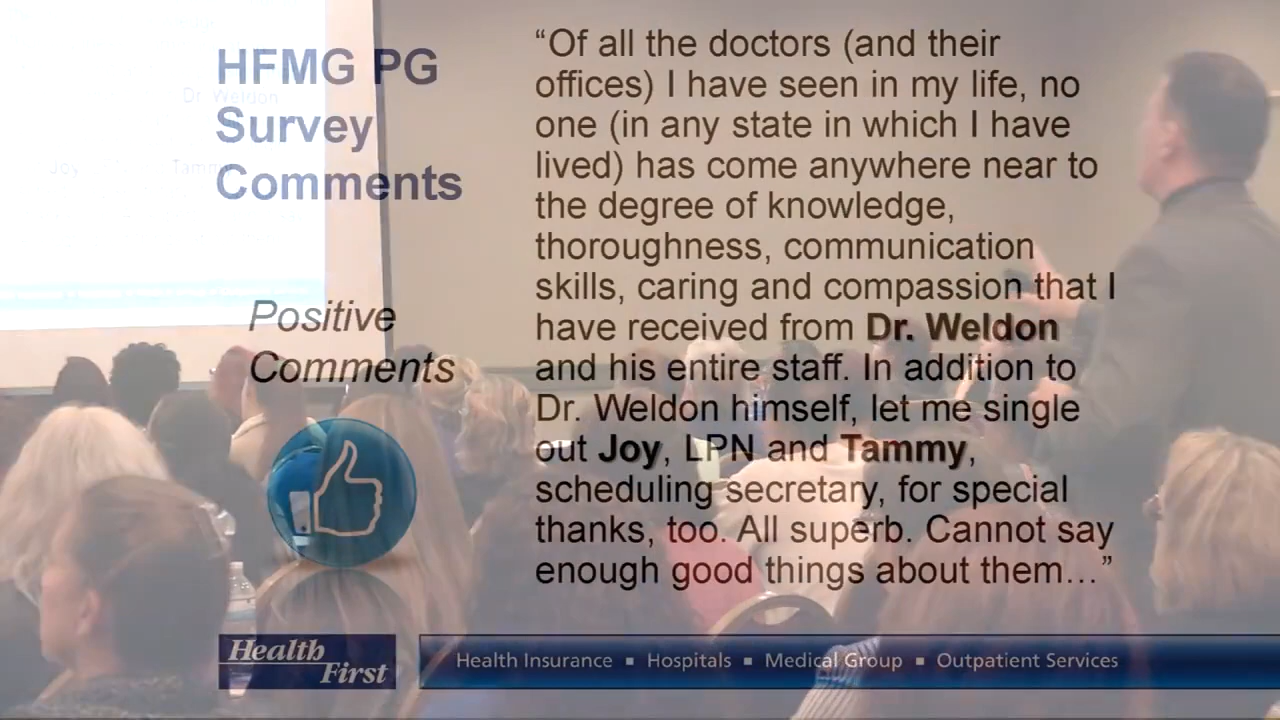 HFMG PG
Survey
Comments
Positive
Comments
“Of all the doctors (and their
offices) I have seen in my life, no
one (in any state in which I have
lived) has come anywhere near to
the degree of knowledge,
thoroughness, communication
skills, caring and compassion that I
have received from Dr. Weldon
and his entire staff. In addition to
Dr. Weldon himself, let me single
out Joy, LPN and Tammy,
scheduling secretary, for special
thanks, too. All superb. Cannot say
enough good things about them…”
Dr. Weldon
Joy
Tammy
Health
First
Health Insurance ▪ Hospitals ▪ Medical Group ▪ Outpatient Services